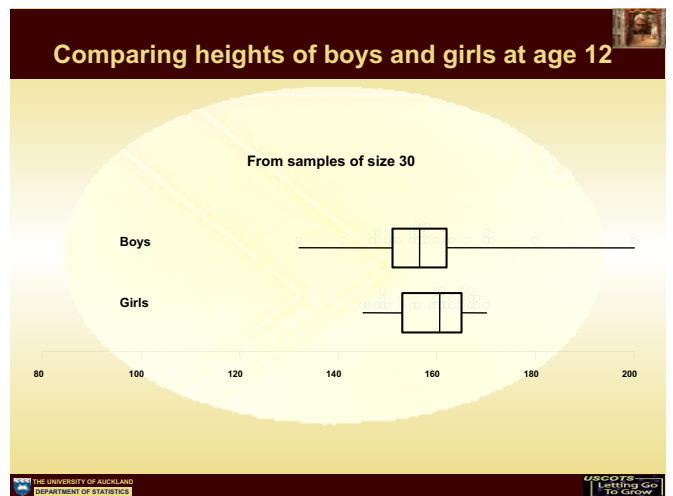 Comparing heights of boys and girls at age 12
From samples of size 30
Boys
Girls
80 100 120 140 160 180 200
THE UNIVERSITY OF AUCKLAND
DEPARTMENT OF STATISTICS
USCOTS
Letting Go
To Grow